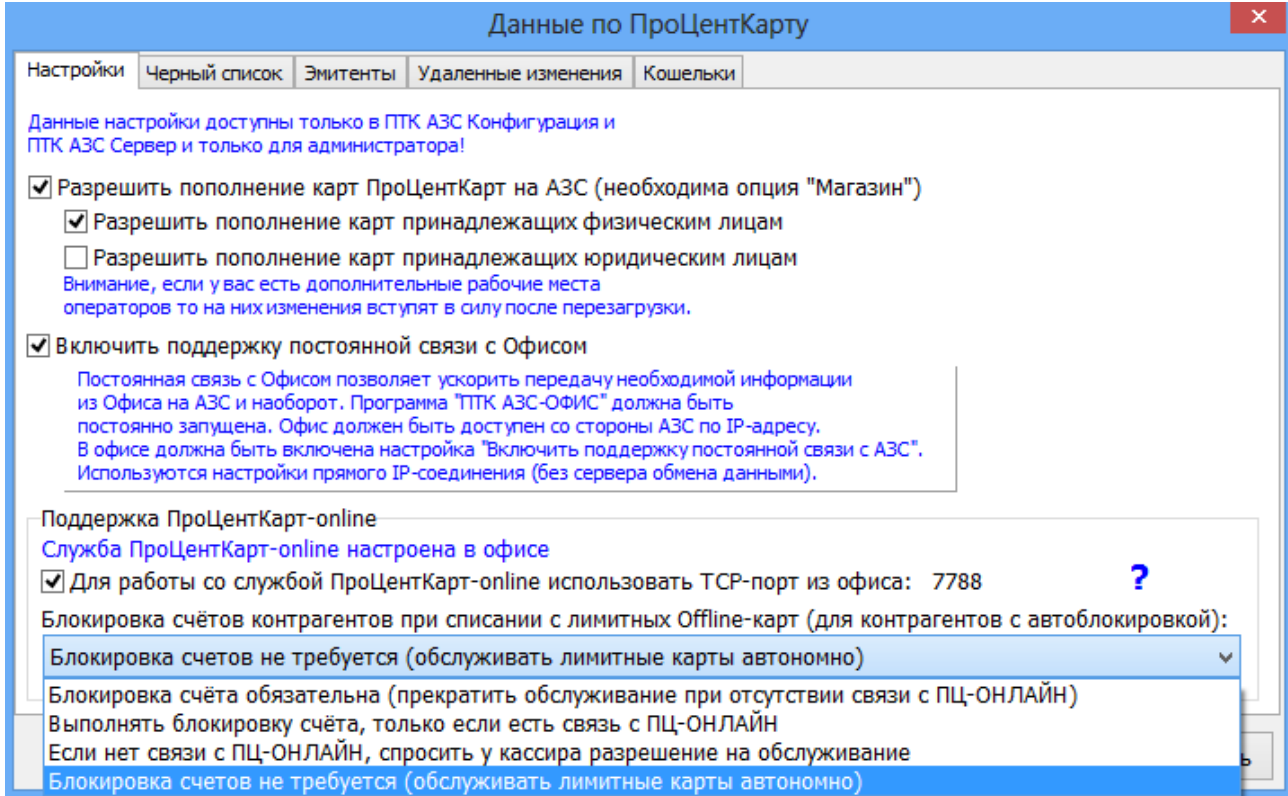 Данные по ПроЦентКарту
Настройки Черный список Эмитенты Удаленные изменения Кошельки
Данные настройки доступны только в ПТК АЗС Конфигурация и
ПТК АЗС Сервер и только для администратора!
Разрешить пополнение карт ПроЦентКарт на АЗС (необходима опция "Магазин")
Разрешить пополнение карт принадлежащих физическим лицам
Разрешить пополнение карт принадлежащих юридическим лицам
Внимание, если у вас есть дополнительные рабочие места
операторов то на них изменения вступят в силу после перезагрузки.
Включить поддержку постоянной связи с Офисом
Постоянная связь с Офисом позволяет ускорить передачу необходимой информации
из Офиса на АЗС и наоборот. Программа "ПТК АЗС-ОФИС" должна быть
постоянно запущена. Офис должен быть доступен со стороны АЗС по IP-адресу.
В офисе должна быть включена настройка "Включить поддержку постоянной связи с АЗС".
Используются настройки прямого IP-соединения (без сервера обмена данными).
Поддержка ПроЦентКарт-online
Служба ПроЦентКарт-online настроена в офисе
Для работы со службой ПроЦентКарт-online использовать TCP-порт из офиса: 7788 ?
Блокировка счётов контрагентов при списании с лимитных Offline-карт (для контрагентов с автоблокировкой):
Блокировка счетов не требуется (обслуживать лимитные карты автономно)
Блокировка счёта обязательна (прекратить обслуживание при отсутствии связи с ПЦ-ОНЛАЙН)
Выполнять блокировку счёта, только если есть связь с ПЦ-ОНЛАЙН
Если нет связи с ПЦ-ОНЛАЙН, спросить у кассира разрешение на обслуживание
Блокировка счетов не требуется (обслуживать лимитные карты автономно)